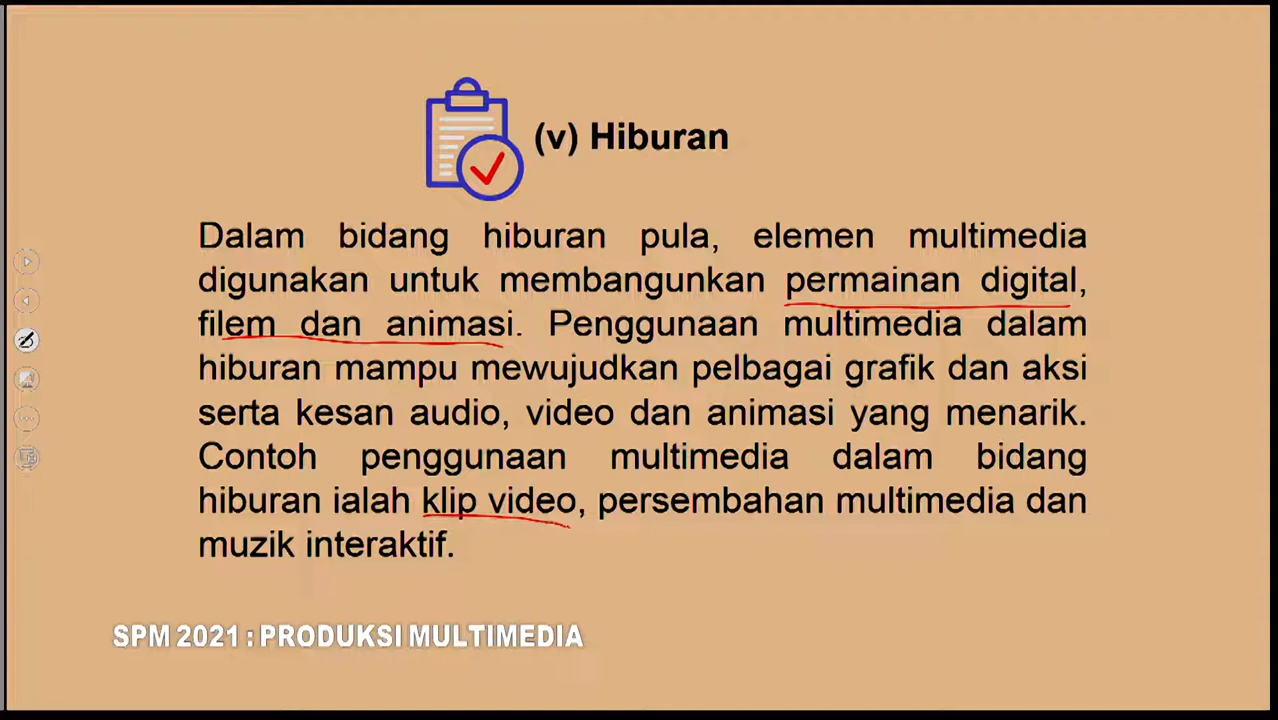 (v) Hiburan
Dalam bidang hiburan pula, elemen multimedia
digunakan untuk membangunkan permainan digital,
filem dan animasi. Penggunaan multimedia dalam
hiburan mampu mewujudkan pelbagai grafik dan aksi
serta kesan audio, video dan animasi yang menarik.
Contoh penggunaan multimedia dalam bidang
hiburan ialah klip video, persembahan multimedia dan
muzik interaktif.
SPM 2021 : PRODUKSI MULTIMEDIA